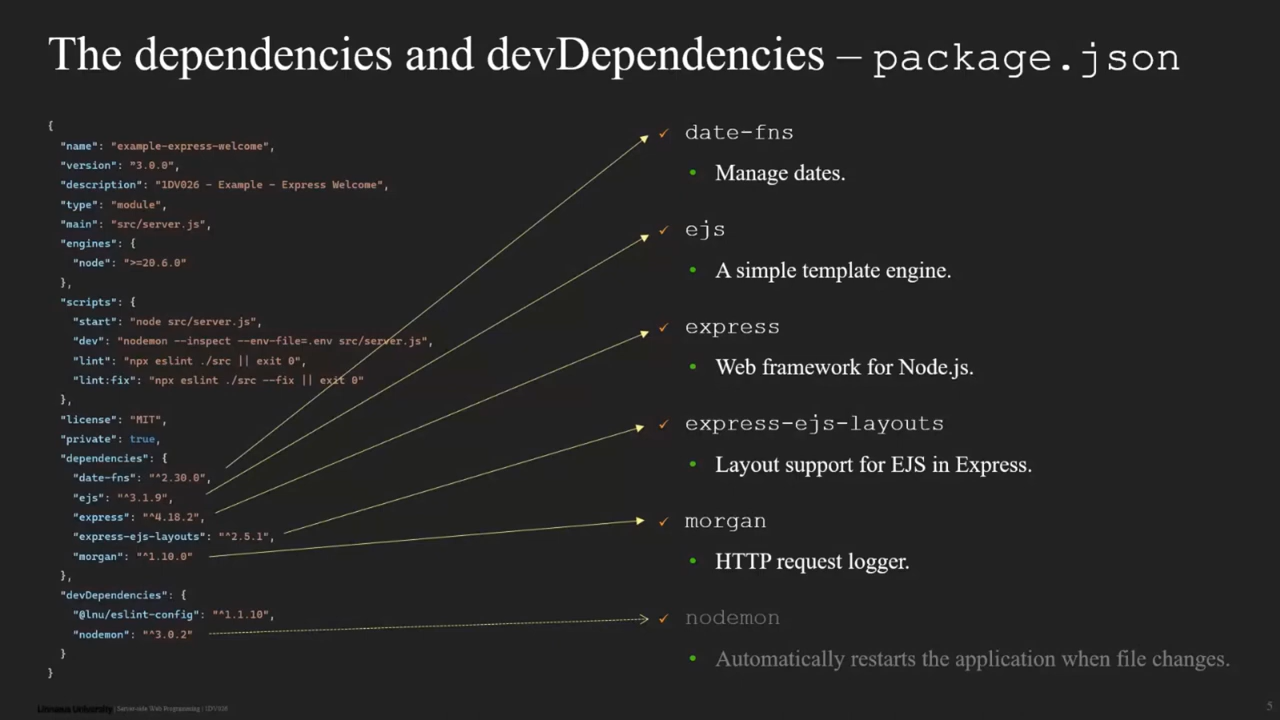 The dependencies and devDependencies – package.json
{
"name": "example-express-welcome",
"version": "3.0.0",
"description": "1DV026 - Example - Express Welcome",
"type": "module",
"main": "src/server.js",
"engines": {
"node": ">=20.6.0"
},
"scripts": {
"start": "node src/server.js",
"dev": "nodemon --inspect --env-file=.env src/server.js",
"lint": "npx eslint ./src || exit 0",
"lint:fix": "npx eslint ./src --fix || exit 0"
},
"license": "MIT",
"private": true,
"dependencies": {
"date-fns": "^2.30.0",
"ejs": "^3.1.9",
"express": "^4.18.2",
"express-ejs-layouts": "^2.5.1",
"morgan": "^1.10.0"
},
"devDependencies": {
"@lnu/eslint-config": "^1.1.10",
"nodemon": "^3.0.2"
}
}
✓ date-fns
• Manage dates.
✓ ejs
• A simple template engine.
✓ express
• Web framework for Node.js.
✓ express-ejs-layouts
• Layout support for EJS in Express.
✓ morgan
• HTTP request logger.
✓ nodemon
• Automatically restarts the application when file changes.
Linnaeus University | Server-side Web Programming | 1DV026
5